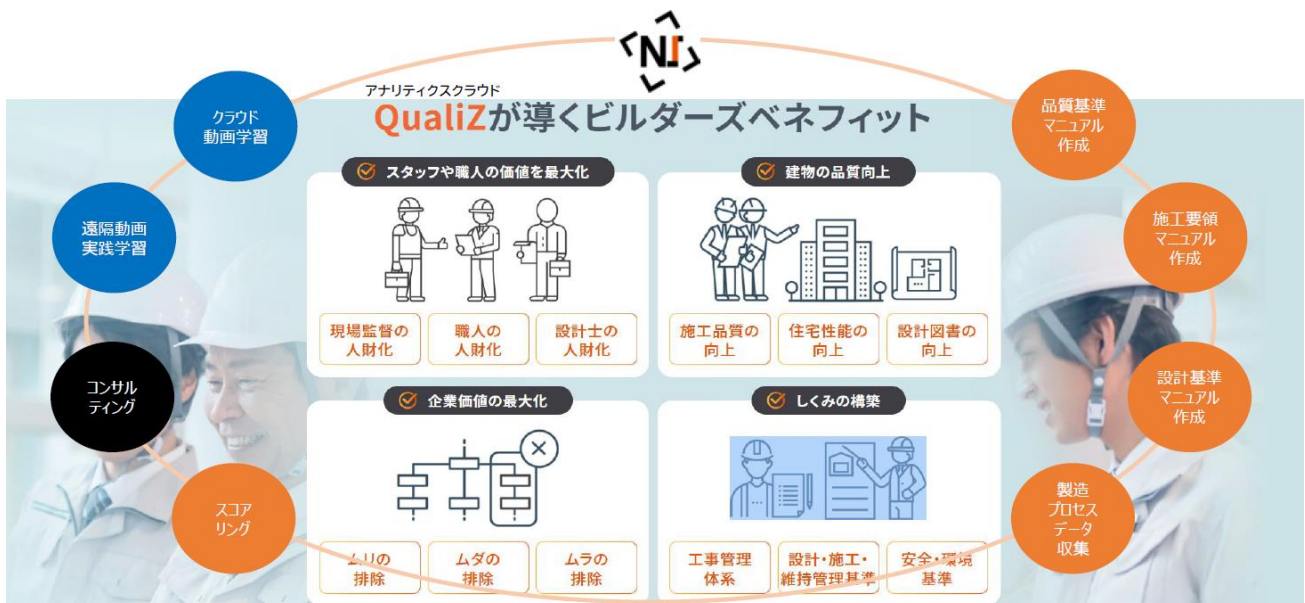 NI
アナリティクスクラウド
QualiZが導くビルダーズベネフィット
クラウド
動画学習
遠隔動画
実践学習
コンサル
ティング
スコア
リング
スタッフや職人の価値を最大化
現場監督の
人財化
職人の
人財化
設計士の
人財化
建物の品質向上
施工品質の
向上
住宅性能の
向上
設計図書の
向上
企業価値の最大化
ムリの
排除
ムダの
排除
ムラの
排除
しくみの構築
工事管理
体系
設計・施工・
維持管理基準
安全・環境
基準
品質基準
マニュアル
作成
施工要領
マニュアル
作成
設計基準
マニュアル
作成
製造
プロセス
データ
収集